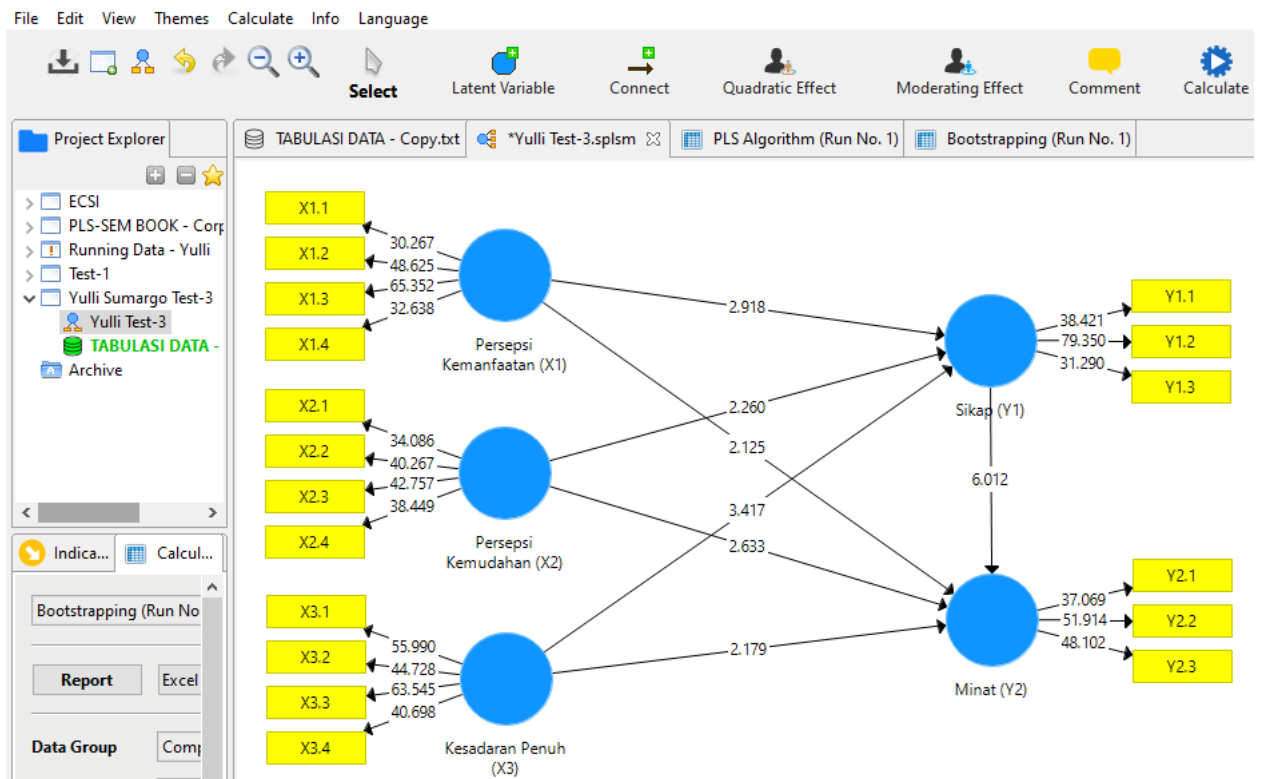 File Edit View Themes Calculate Info Language
Select
Latent Variable
Connect
Quadratic Effect
Moderating Effect
Comment
Calculate
Project Explorer
TABULASI DATA - Copy.txt
*Yulli Test-3.splsm
PLS Algorithm (Run No. 1)
Bootstrapping (Run No. 1)
ECSI
PLS-SEM BOOK - Corp
Running Data - Yulli
Test-1
Yulli Sumargo Test-3
Yulli Test-3
TABULASI DATA -
Archive
Indica...
Calcul...
Bootstrapping (Run No
Report
Excel
Data Group
Comp
X1.1
X1.2
X1.3
X1.4
30.267
48.625
65.352
32.638
Persepsi
Kemanfaatan (X1)
X2.1
X2.2
X2.3
X2.4
34.086
40.267
42.757
38.449
Persepsi
Kemudahan (X2)
X3.1
X3.2
X3.3
X3.4
55.990
44.728
63.545
40.698
Kesadaran Penuh
(X3)
2.918
2.260
2.125
3.417
2.633
2.179
6.012
Sikap (Y1)
38.421
79.350
31.290
Y1.1
Y1.2
Y1.3
Minat (Y2)
37.069
51.914
48.102
Y2.1
Y2.2
Y2.3